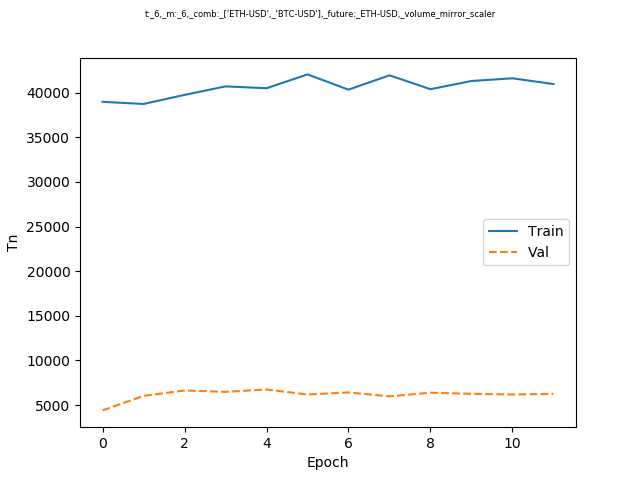 t:_6,_m:_6,_comb:_['ETH-USD',_'BTC-USD'],_future:_ETH-USD,_volume_mirror_scaler
40000
35000
30000
25000
20000
15000
10000
5000
Tn
Train
Val
0 2 4 6 8 10
Epoch